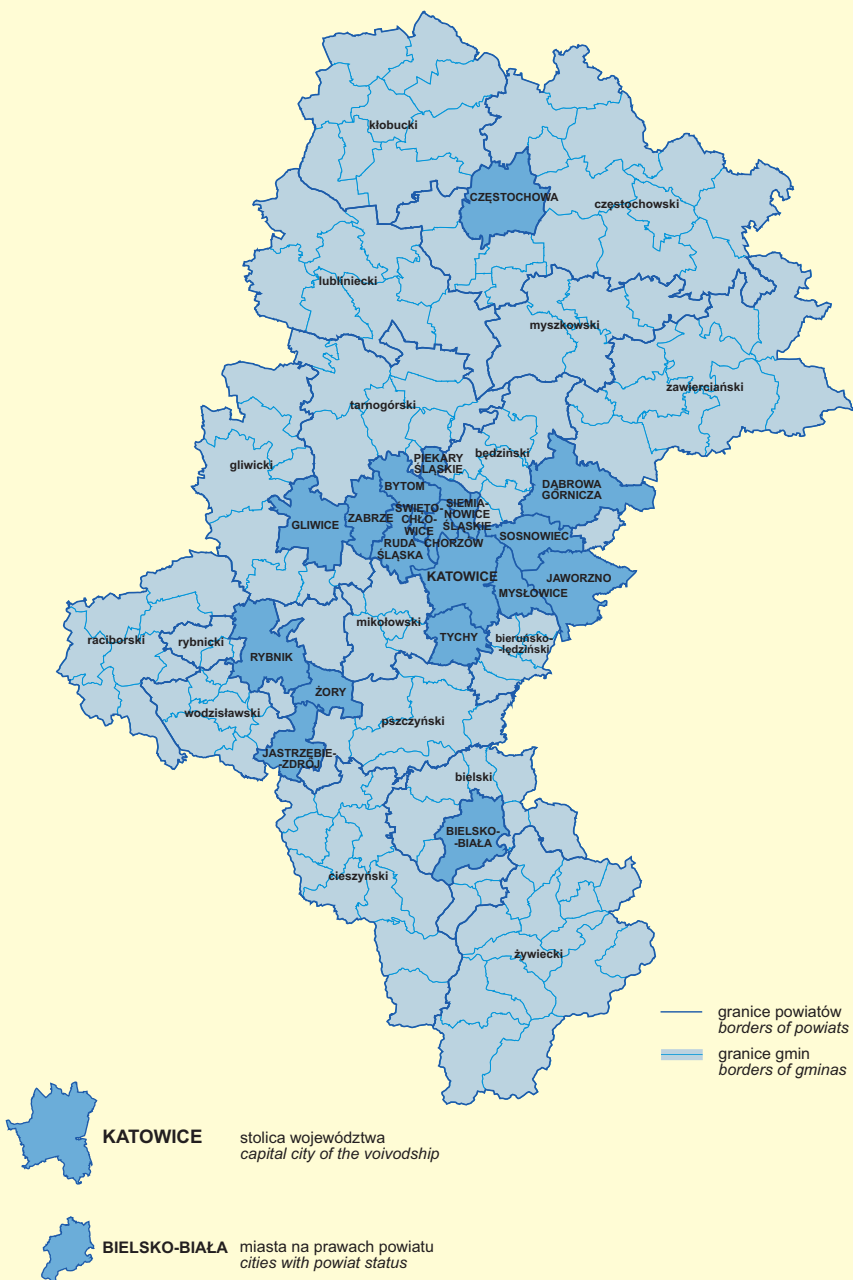 kłobucki
CZĘSTOCHOWA
częstochowski
lubliniecki
myszkowski
zawierciański
tarnogórski
gliwicki
będziński
PIEKARY
ŚLĄSKIE
BYTOM
DĄBROWA
GÓRNICZA
GLIWICE
ZABRZE
ŚWIĘTO-
CHŁO-
WICE
SIEMIA-
NOWICE
ŚLĄSKIE
SOSNOWIEC
RUDA
ŚLĄSKA
CHORZÓW
KATOWICE
MYSŁOWICE
JAWORZNO
mikołowski
TYCHY
bieruńsko-
-lędziński
raciborski
rybnicki
RYBNIK
ŻORY
wodzisławski
pszczyński
JASTRZĘBIE-
ZDRÓJ
bielski
BIELSKO-
-BIAŁA
cieszyński
żywiecki
granice powiatów
borders of powiats
granice gmin
borders of gminas
KATOWICE
stolica województwa
capital city of the voivodship
BIELSKO-BIAŁA
miasta na prawach powiatu
cities with powiat status